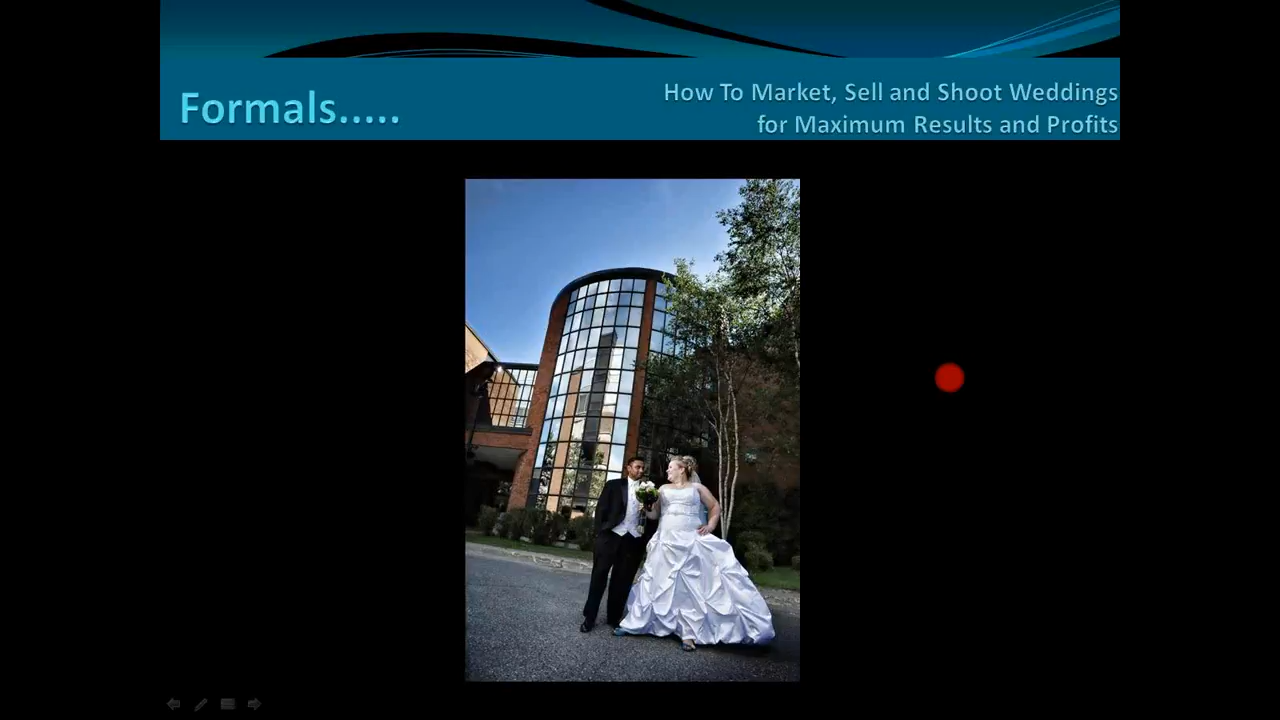 Formals.....
How To Market, Sell and Shoot Weddings
for Maximum Results and Profits